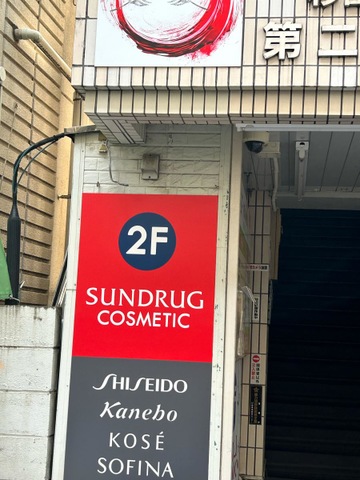 第二
2F
SUNDRUG
COSMETIC
SHISEIDO
Kanebo
KOSÉ
SOFINA